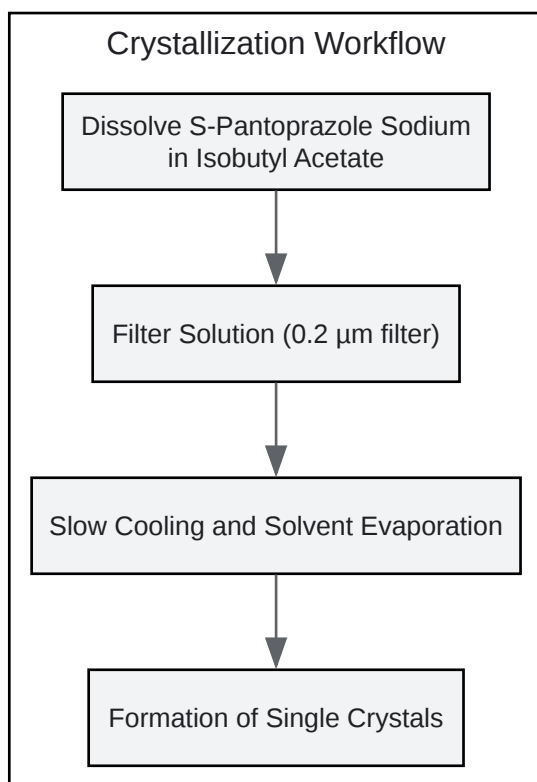 Crystallization Workflow
Dissolve S-Pantoprazole Sodium
in Isobutyl Acetate
Filter Solution (0.2 µm filter)
Slow Cooling and Solvent Evaporation
Formation of Single Crystals